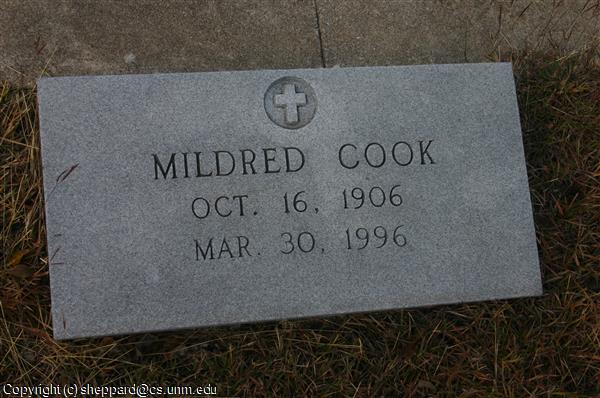 MILDRED COOK
OCT. 16, 1906
MAR. 30, 1996
Copyright (c) sheppard@cs.unm.edu